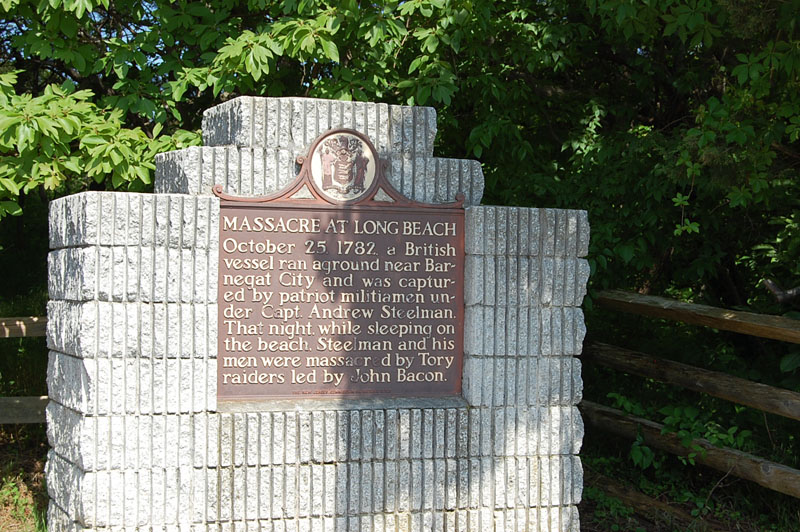 MASSACRE AT LONG BEACH
October 25, 1782, a British
vessel ran aground near Bar-
negat City and was captur-
ed by patriot militiamen un-
der Capt. Andrew Steelman.
That night, while sleeping on
the beach, Steelman and his
men were massacred by Tory
raiders led by John Bacon.